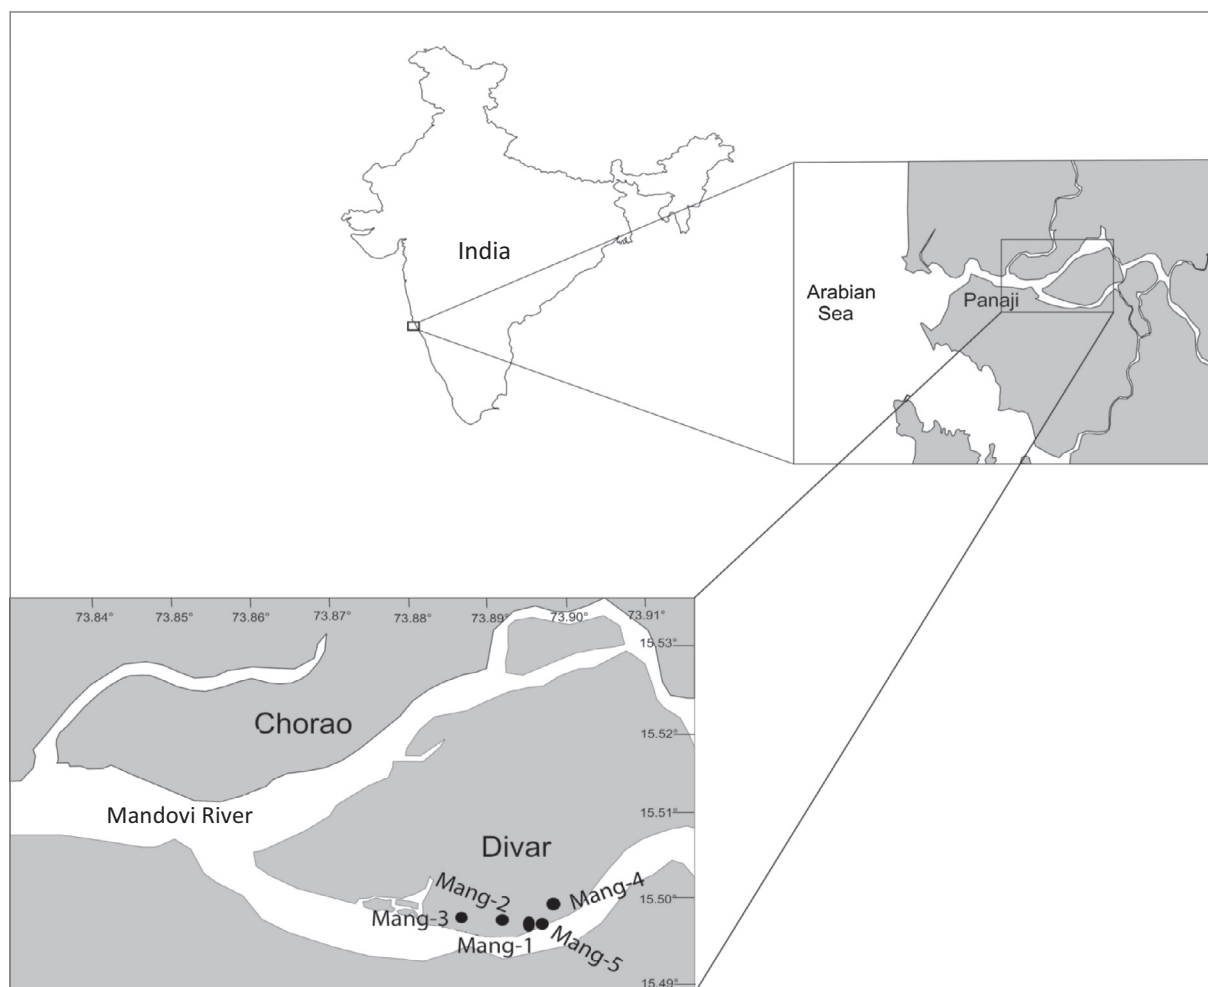 India
Arabian
Sea
Panaji
73.84°
73.85°
73.86°
73.87°
73.88°
73.89°
73.90°
73.91°
15.53°
Chorao
15.52°
Mandovi River
15.51°
Divar
Mang-2
Mang-4
15.50°
Mang-3
Mang-1
Mang-5
15.49°